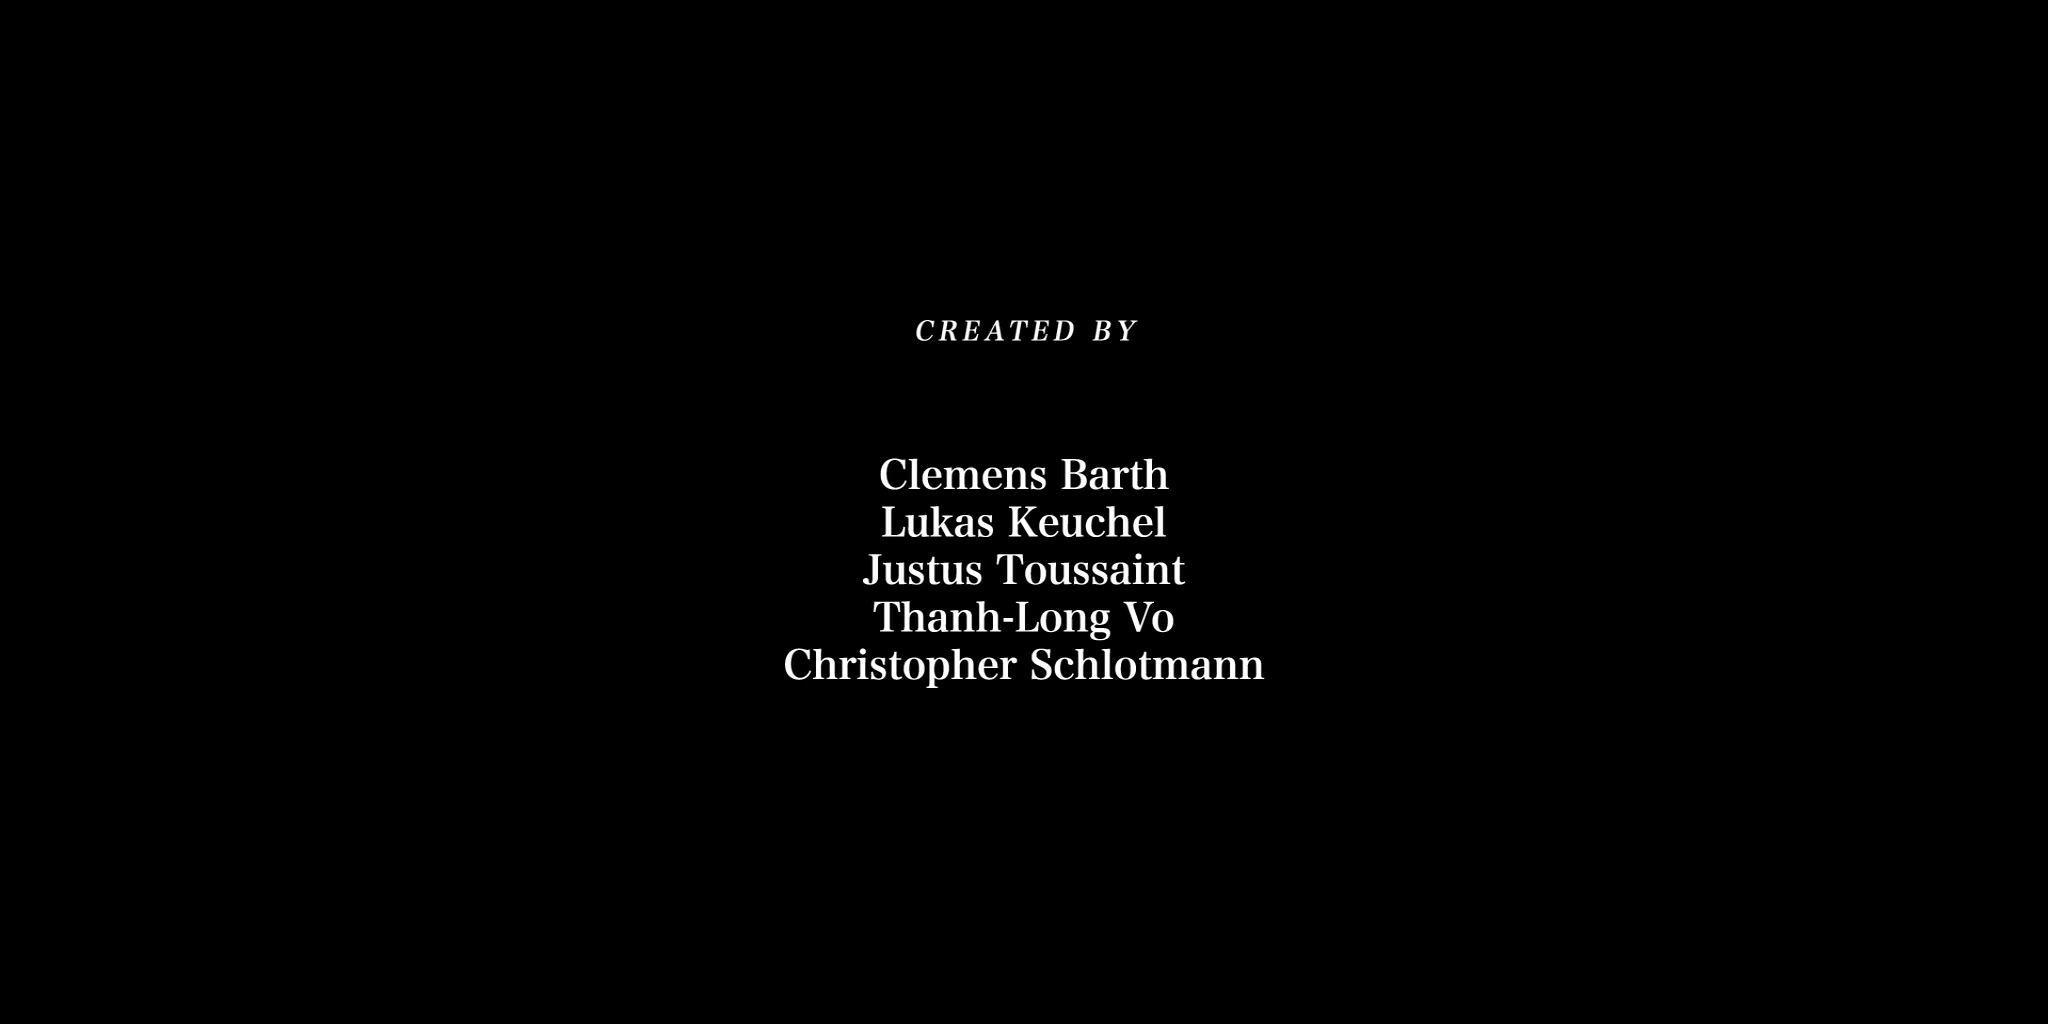 CREATED BY
Clemens Barth
Lukas Keuchel
Justus Toussaint
Thanh-Long Vo
Christopher Schlotmann